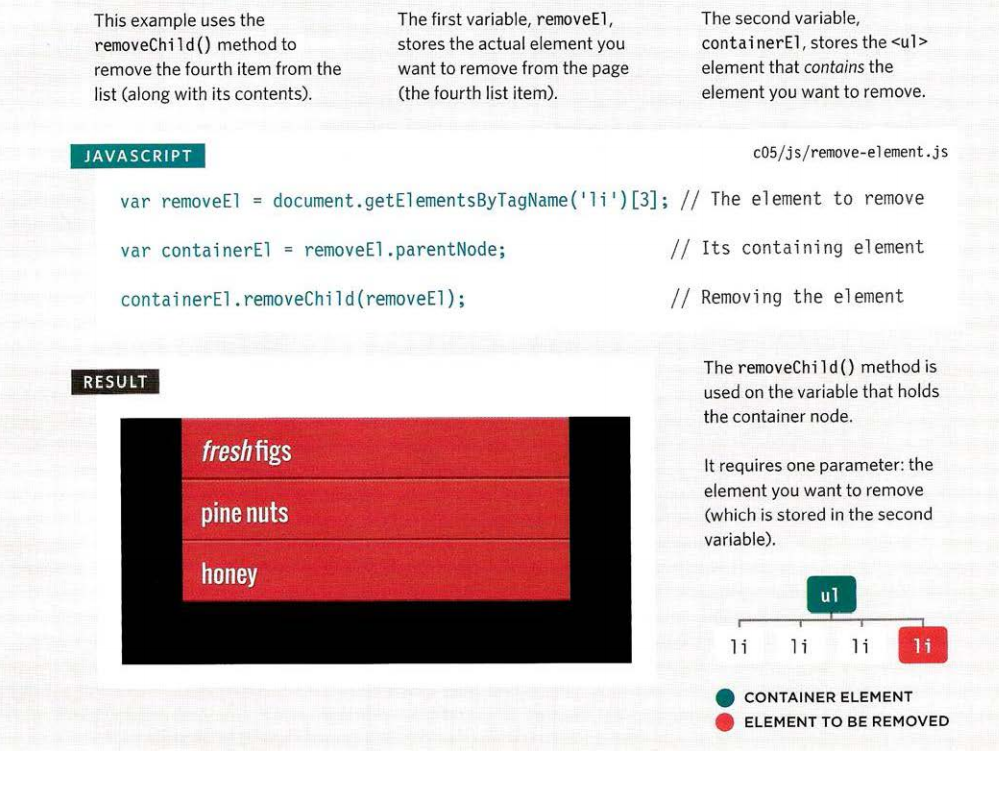 This example uses the
removeChild() method to
remove the fourth item from the
list (along with its contents).
The first variable, removeEl,
stores the actual element you
want to remove from the page
(the fourth list item).
The second variable,
containerEl, stores the <ul>
element that contains the
element you want to remove.
JAVASCRIPT
c05/js/remove-element.js
var removeEl = document.getElementsByTagName('li')[3]; // The element to remove
var containerEl = removeEl.parentNode; // Its containing element
containerEl.removeChild(removeEl); // Removing the element
RESULT
fresh figs
pine nuts
honey
The removeChild() method is
used on the variable that holds
the container node.
It requires one parameter: the
element you want to remove
(which is stored in the second
variable).
ul
li li li li
CONTAINER ELEMENT
ELEMENT TO BE REMOVED